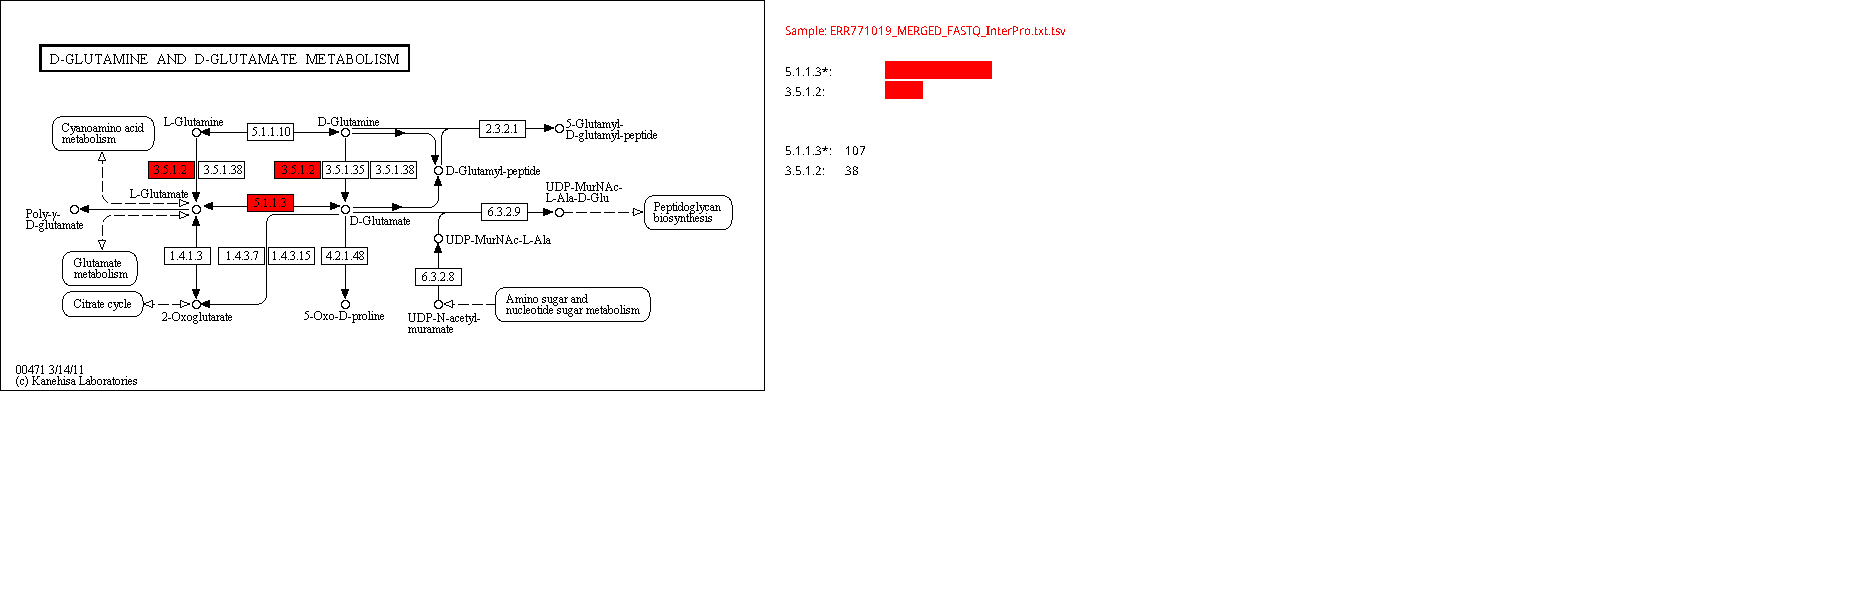 Sample: ERR771019_MERGED_FASTQ_InterPro.txt.tsv
D-GLUTAMINE AND D-GLUTAMATE METABOLISM
5.1.1.3*:
3.5.1.2:
Cyanoamino acid
metabolism
L-Glutamine
5.1.1.10
D-Glutamine
2.3.2.1
5-Glutamyl-
D-glutamyl-peptide
5.1.1.3*: 107
3.5.1.2: 38
3.5.1.2
3.5.1.38
3.5.1.2
3.5.1.35
3.5.1.38
D-Glutamyl-peptide
L-Glutamate
5.1.1.3
UDP-MurNAc-
L-Ala-D-Glu
Poly-γ-
D-glutamate
D-Glutamate
6.3.2.9
Peptidoglycan
biosynthesis
UDP-MurNAc-L-Ala
Glutamate
metabolism
1.4.1.3
1.4.3.7
1.4.3.15
4.2.1.48
6.3.2.8
Citrate cycle
2-Oxoglutarate
5-Oxo-D-proline
UDP-N-acetyl-
muramate
Amino sugar and
nucleotide sugar metabolism
00471 3/14/11
(c) Kanehisa Laboratories